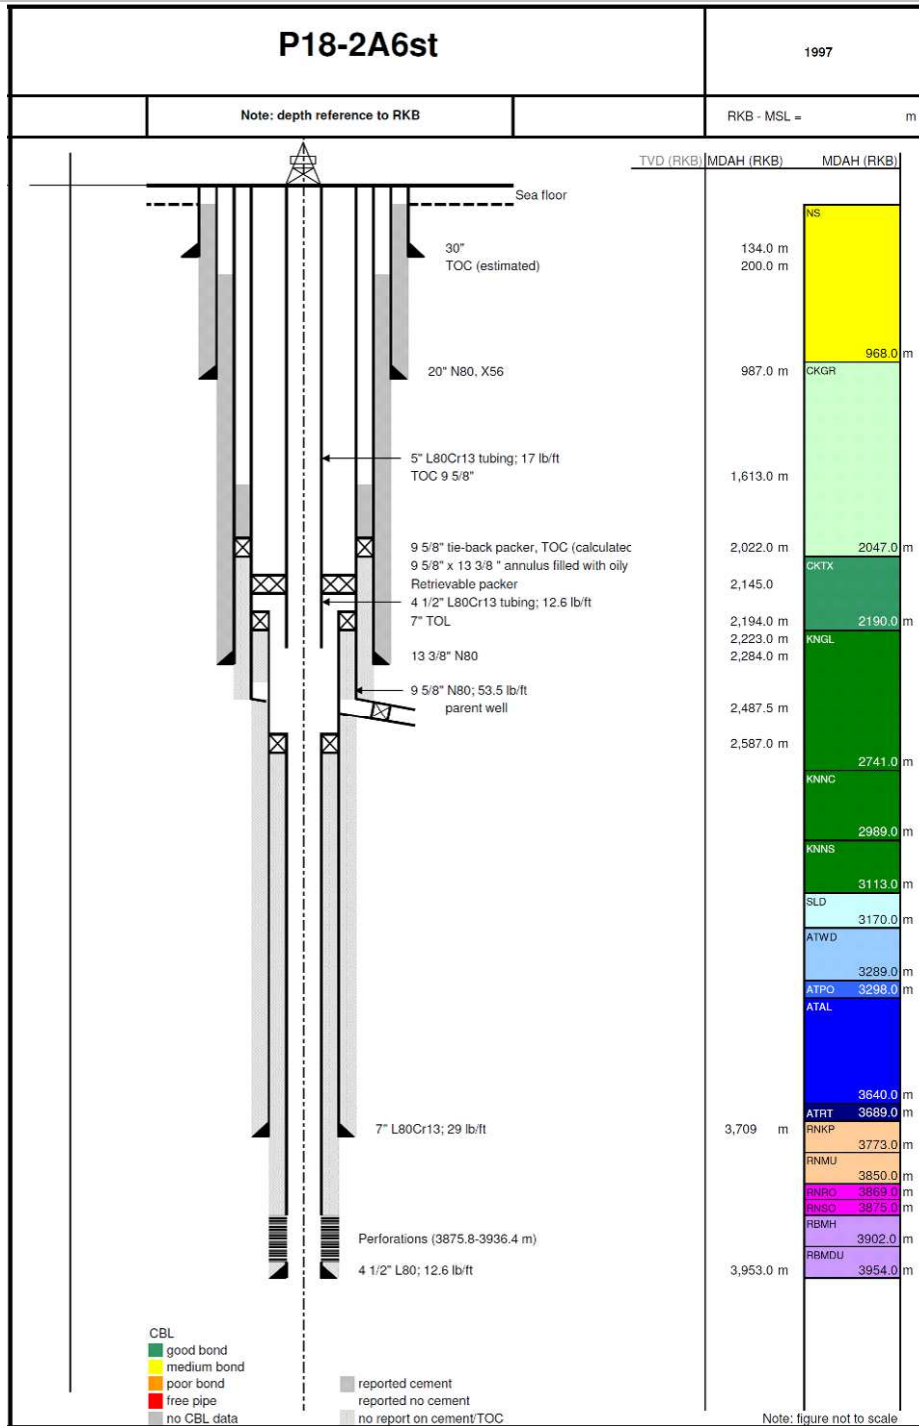 P18-2A6st
1997
Note: depth reference to RKB
RKB - MSL = m
TVD (RKB) MDAH (RKB) MDAH (RKB)
Sea floor
NS
30" 134.0 m
TOC (estimated) 200.0 m
968.0 m
20" N80, X56 987.0 m CKGR
5" L80Cr13 tubing; 17 lb/ft
TOC 9 5/8" 1,613.0 m
9 5/8" tie-back packer, TOC (calculatec 2,022.0 m 2047.0 m
9 5/8" x 13 3/8 " annulus filled with oily CKTX
Retrievable packer 2,145.0
4 1/2" L80Cr13 tubing; 12.6 lb/ft
7" TOL 2,194.0 m 2190.0 m
2,223.0 m KNGL
13 3/8" N80 2,284.0 m
9 5/8" N80; 53.5 lb/ft
parent well 2,487.5 m
2,587.0 m
2741.0 m
KNNC
2989.0 m
KNNS
3113.0 m
SLD
3170.0 m
ATWD
3289.0 m
ATPO 3298.0 m
ATAL
3640.0 m
ATRT 3689.0 m
7" L80Cr13; 29 lb/ft 3,709 m RNKP
3773.0 m
RNMU
3850.0 m
RNRO 3869.0 m
RNSO 3875.0 m
RBMH
Perforations (3875.8-3936.4 m) 3902.0 m
RBMDU
4 1/2" L80; 12.6 lb/ft 3,953.0 m 3954.0 m
CBL
good bond
medium bond
poor bond reported cement
free pipe reported no cement
no CBL data no report on cement/TOC
Note: figure not to scale